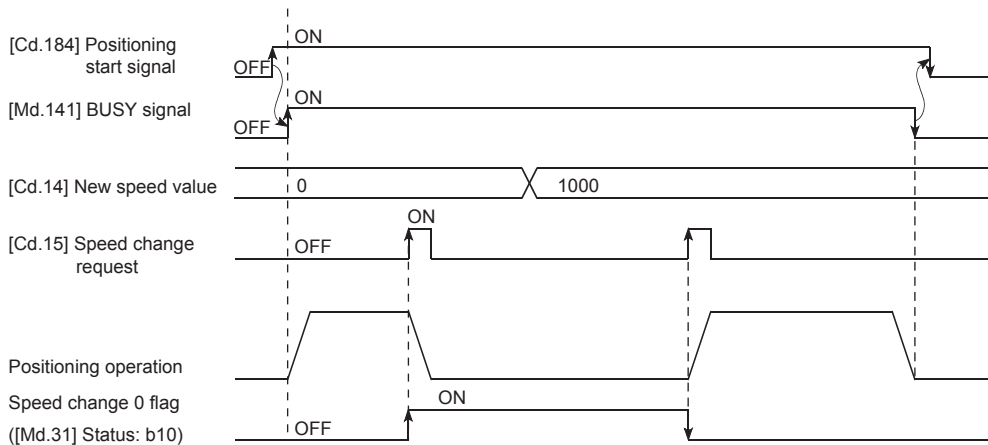 [Cd.184] Positioning
start signal
ON
OFF
[Md.141] BUSY signal
ON
OFF
[Cd.14] New speed value
0
1000
[Cd.15] Speed change
request
OFF
ON
Positioning operation
Speed change 0 flag
([Md.31] Status: b10)
OFF
ON